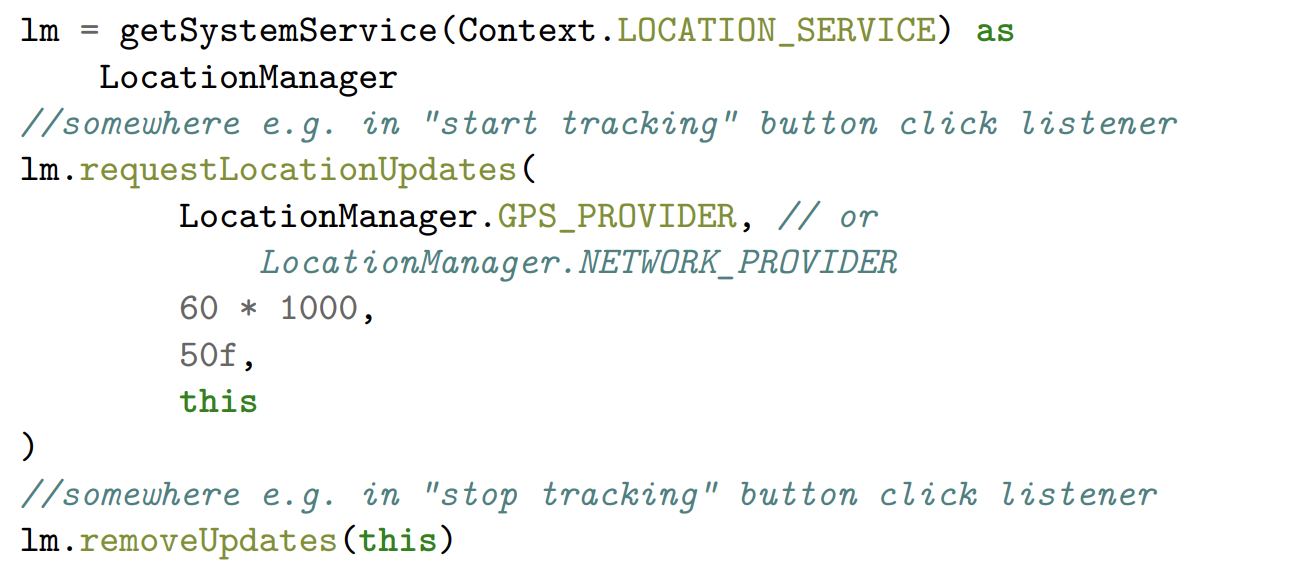 lm = getSystemService(Context.LOCATION_SERVICE) as
LocationManager
//somewhere e.g. in "start tracking" button click listener
lm.requestLocationUpdates(
LocationManager.GPS_PROVIDER, // or
LocationManager.NETWORK_PROVIDER
60 * 1000,
50f,
this
)
//somewhere e.g. in "stop tracking" button click listener
lm.removeUpdates(this)